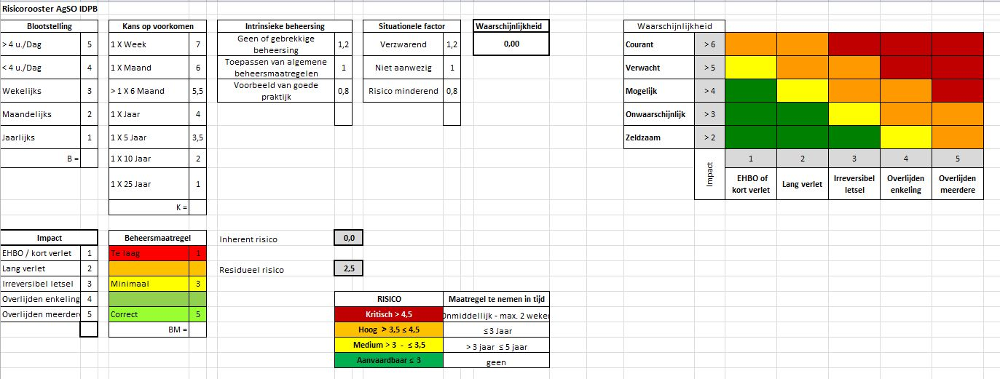 Risicorooster AgSO IDPB
Blootstelling
> 4 u./Dag 5
< 4 u./Dag 4
Wekelijks 3
Maandelijks 2
Jaarlijks 1
B =
Kans op voorkomen
1 X Week 7
1 X Maand 6
> 1 X 6 Maand 5,5
1 X Jaar 4
1 X 5 Jaar 3,5
1 X 10 Jaar 2
1 X 25 Jaar 1
K =
Intrinsieke beheersing
Geen of gebrekkige
beheersing 1,2
Toepassen van algemene
beheersmaatregelen 1
Voorbeeld van goede
praktijk 0,8
Situationele factor
Verzwarend 1,2
Niet aanwezig 1
Risico minderend 0,8
Waarschijnlijkheid
0,00
Waarschijnlijkheid
Courant > 6
Verwacht > 5
Mogelijk > 4
Onwaarschijnlijk > 3
Zeldzaam > 2
Impact
1 2 3 4 5
EHBO of
kort verlet
Lang verlet
Irreversibel
letsel
Overlijden
enkeling
Overlijden
meerdere
Impact
EHBO / kort verlet 1
Lang verlet 2
Irreversibel letsel 3
Overlijden enkeling 4
Overlijden meerdere 5
Beheersmaatregel
Te laag 1
Minimaal 3
Correct 5
BM =
Inherent risico 0,0
Residueel risico 2,5
RISICO Maatregel te nemen in tijd
Kritisch > 4,5 Onmiddellijk - max. 2 weken
Hoog > 3,5 ≤ 4,5 ≤ 3 Jaar
Medium > 3 - ≤ 3,5 > 3 jaar ≤ 5 jaar
Aanvaardbaar ≤ 3 geen